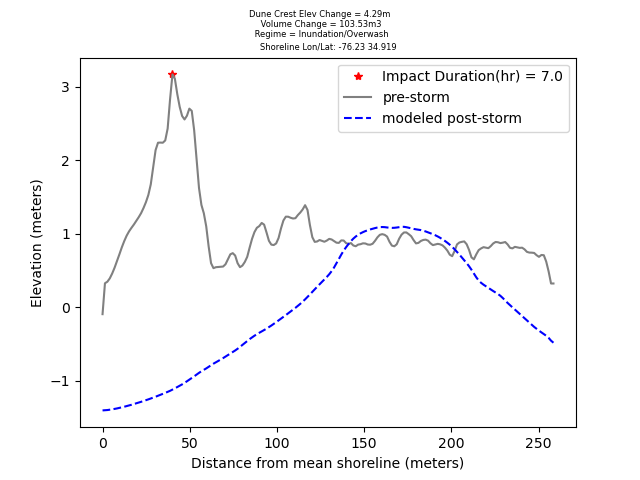 Dune Crest Elev Change = 4.29m
Volume Change = 103.53m3
Regime = Inundation/Overwash
Shoreline Lon/Lat: -76.23 34.919
Impact Duration(hr) = 7.0
pre-storm
modeled post-storm
Elevation (meters)
3
2
1
0
−1
0 50 100 150 200 250
Distance from mean shoreline (meters)